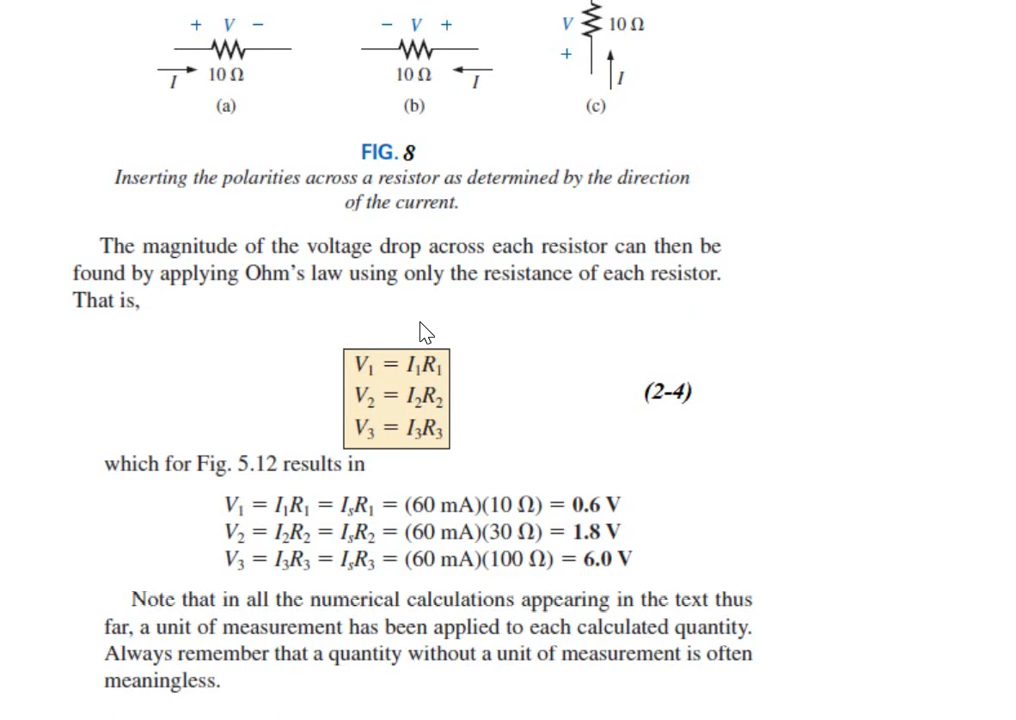 + V − − V + V 10 Ω
+
10 Ω 10 Ω
I I I
(a) (b) (c)
FIG. 8
Inserting the polarities across a resistor as determined by the direction
of the current.
The magnitude of the voltage drop across each resistor can then be
found by applying Ohm's law using only the resistance of each resistor.
That is,
V₁ = I₁R₁
V₂ = I₂R₂ (2-4)
V₃ = I₃R₃
which for Fig. 5.12 results in
V₁ = I₁R₁ = IₛR₁ = (60 mA)(10 Ω) = 0.6 V
V₂ = I₂R₂ = IₛR₂ = (60 mA)(30 Ω) = 1.8 V
V₃ = I₃R₃ = IₛR₃ = (60 mA)(100 Ω) = 6.0 V
Note that in all the numerical calculations appearing in the text thus
far, a unit of measurement has been applied to each calculated quantity.
Always remember that a quantity without a unit of measurement is often
meaningless.